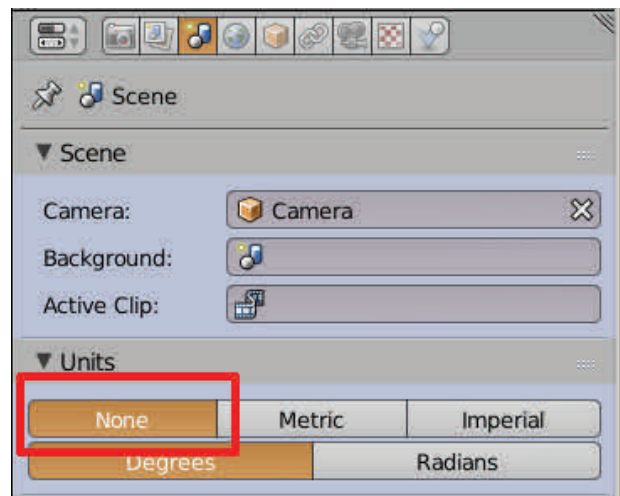 Scene
Scene
Camera: Camera
Background:
Active Clip:
Units
None Metric Imperial
Degrees Radians